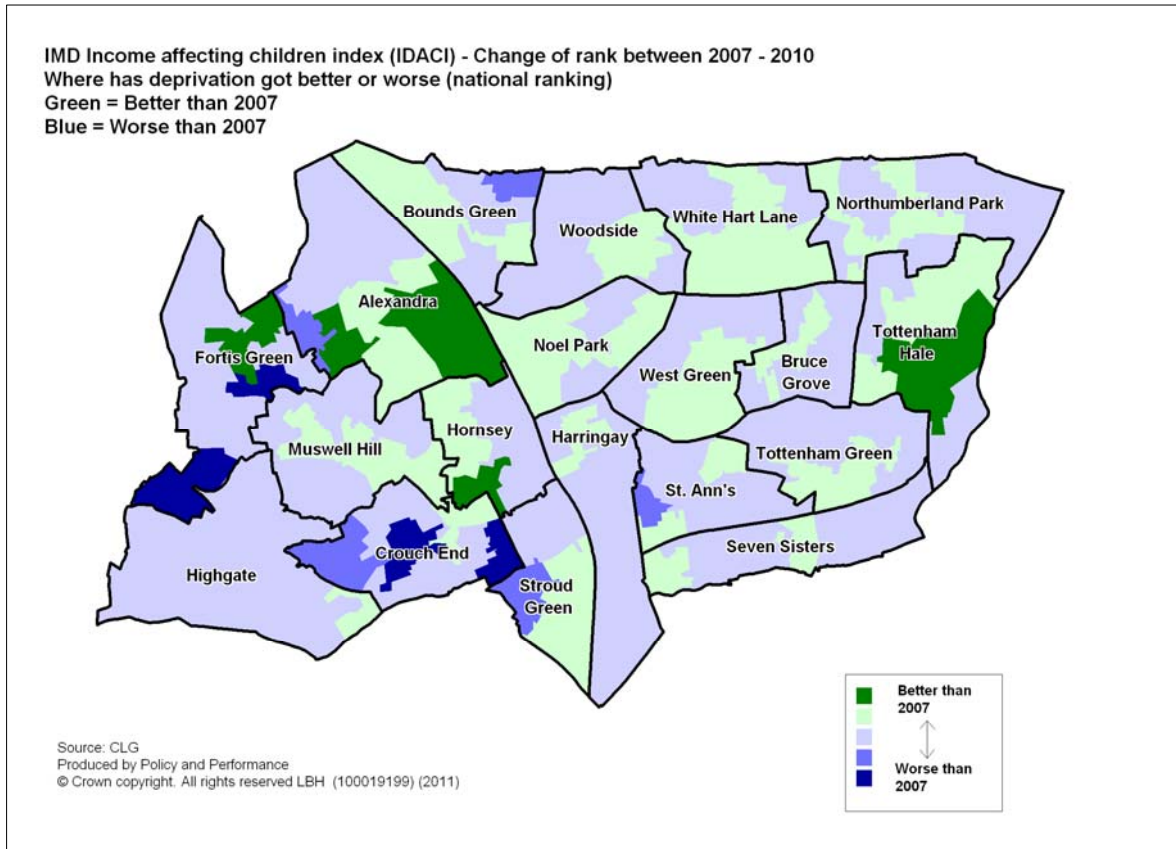 IMD Income affecting children index (IDACI) - Change of rank between 2007 - 2010
Where has deprivation got better or worse (national ranking)
Green = Better than 2007
Blue = Worse than 2007
Bounds Green
Woodside
White Hart Lane
Northumberland Park
Alexandra
Fortis Green
Noel Park
West Green
Bruce
Grove
Tottenham
Hale
Muswell Hill
Hornsey
Harringay
St. Ann's
Tottenham Green
Highgate
Crouch End
Stroud
Green
Seven Sisters
Better than
2007
Worse than
2007
Source: CLG
Produced by Policy and Performance
© Crown copyright. All rights reserved LBH (100019199) (2011)